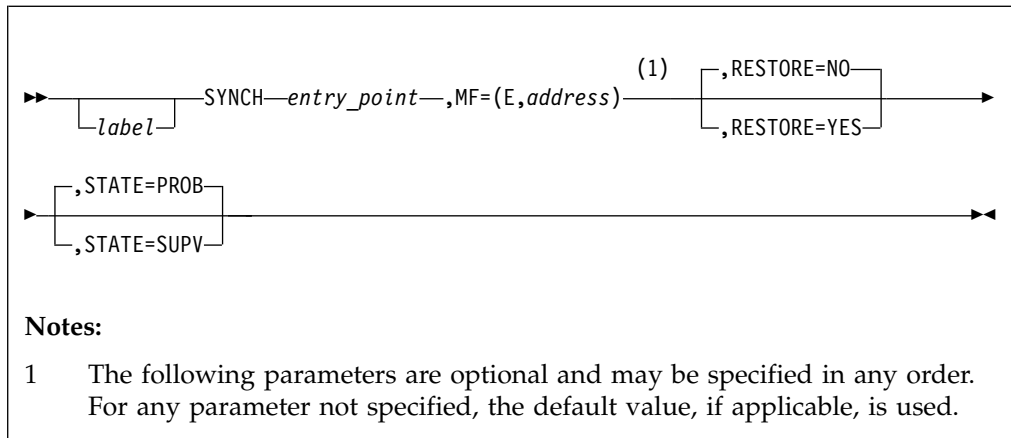 (1) ,RESTORE=NO
SYNCH entry_point ,MF=(E,address)
label ,RESTORE=YES
,STATE=PROB
,STATE=SUPV
Notes:
1 The following parameters are optional and may be specified in any order.
For any parameter not specified, the default value, if applicable, is used.